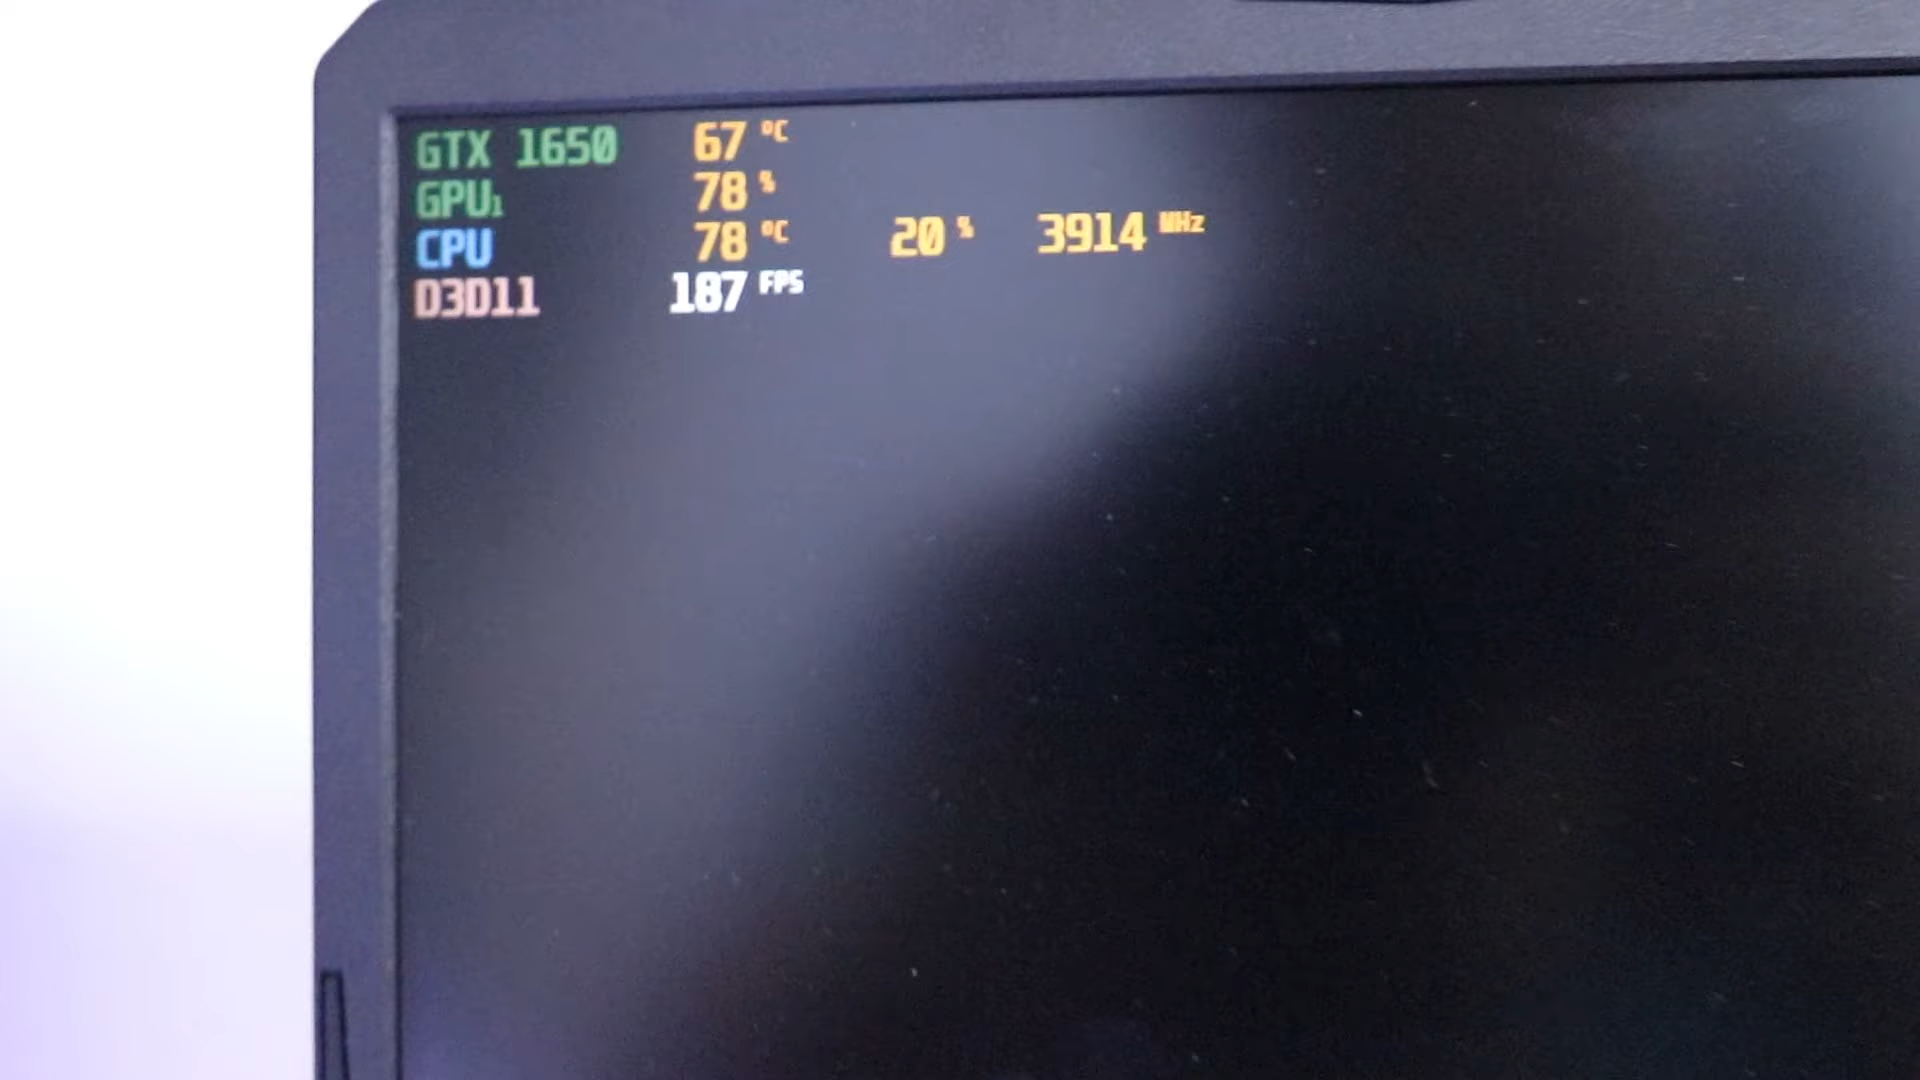 GTX 1650 67 °C
GPU1 78 %
CPU 78 °C 20 % 3914 MHz
D3D11 187 FPS